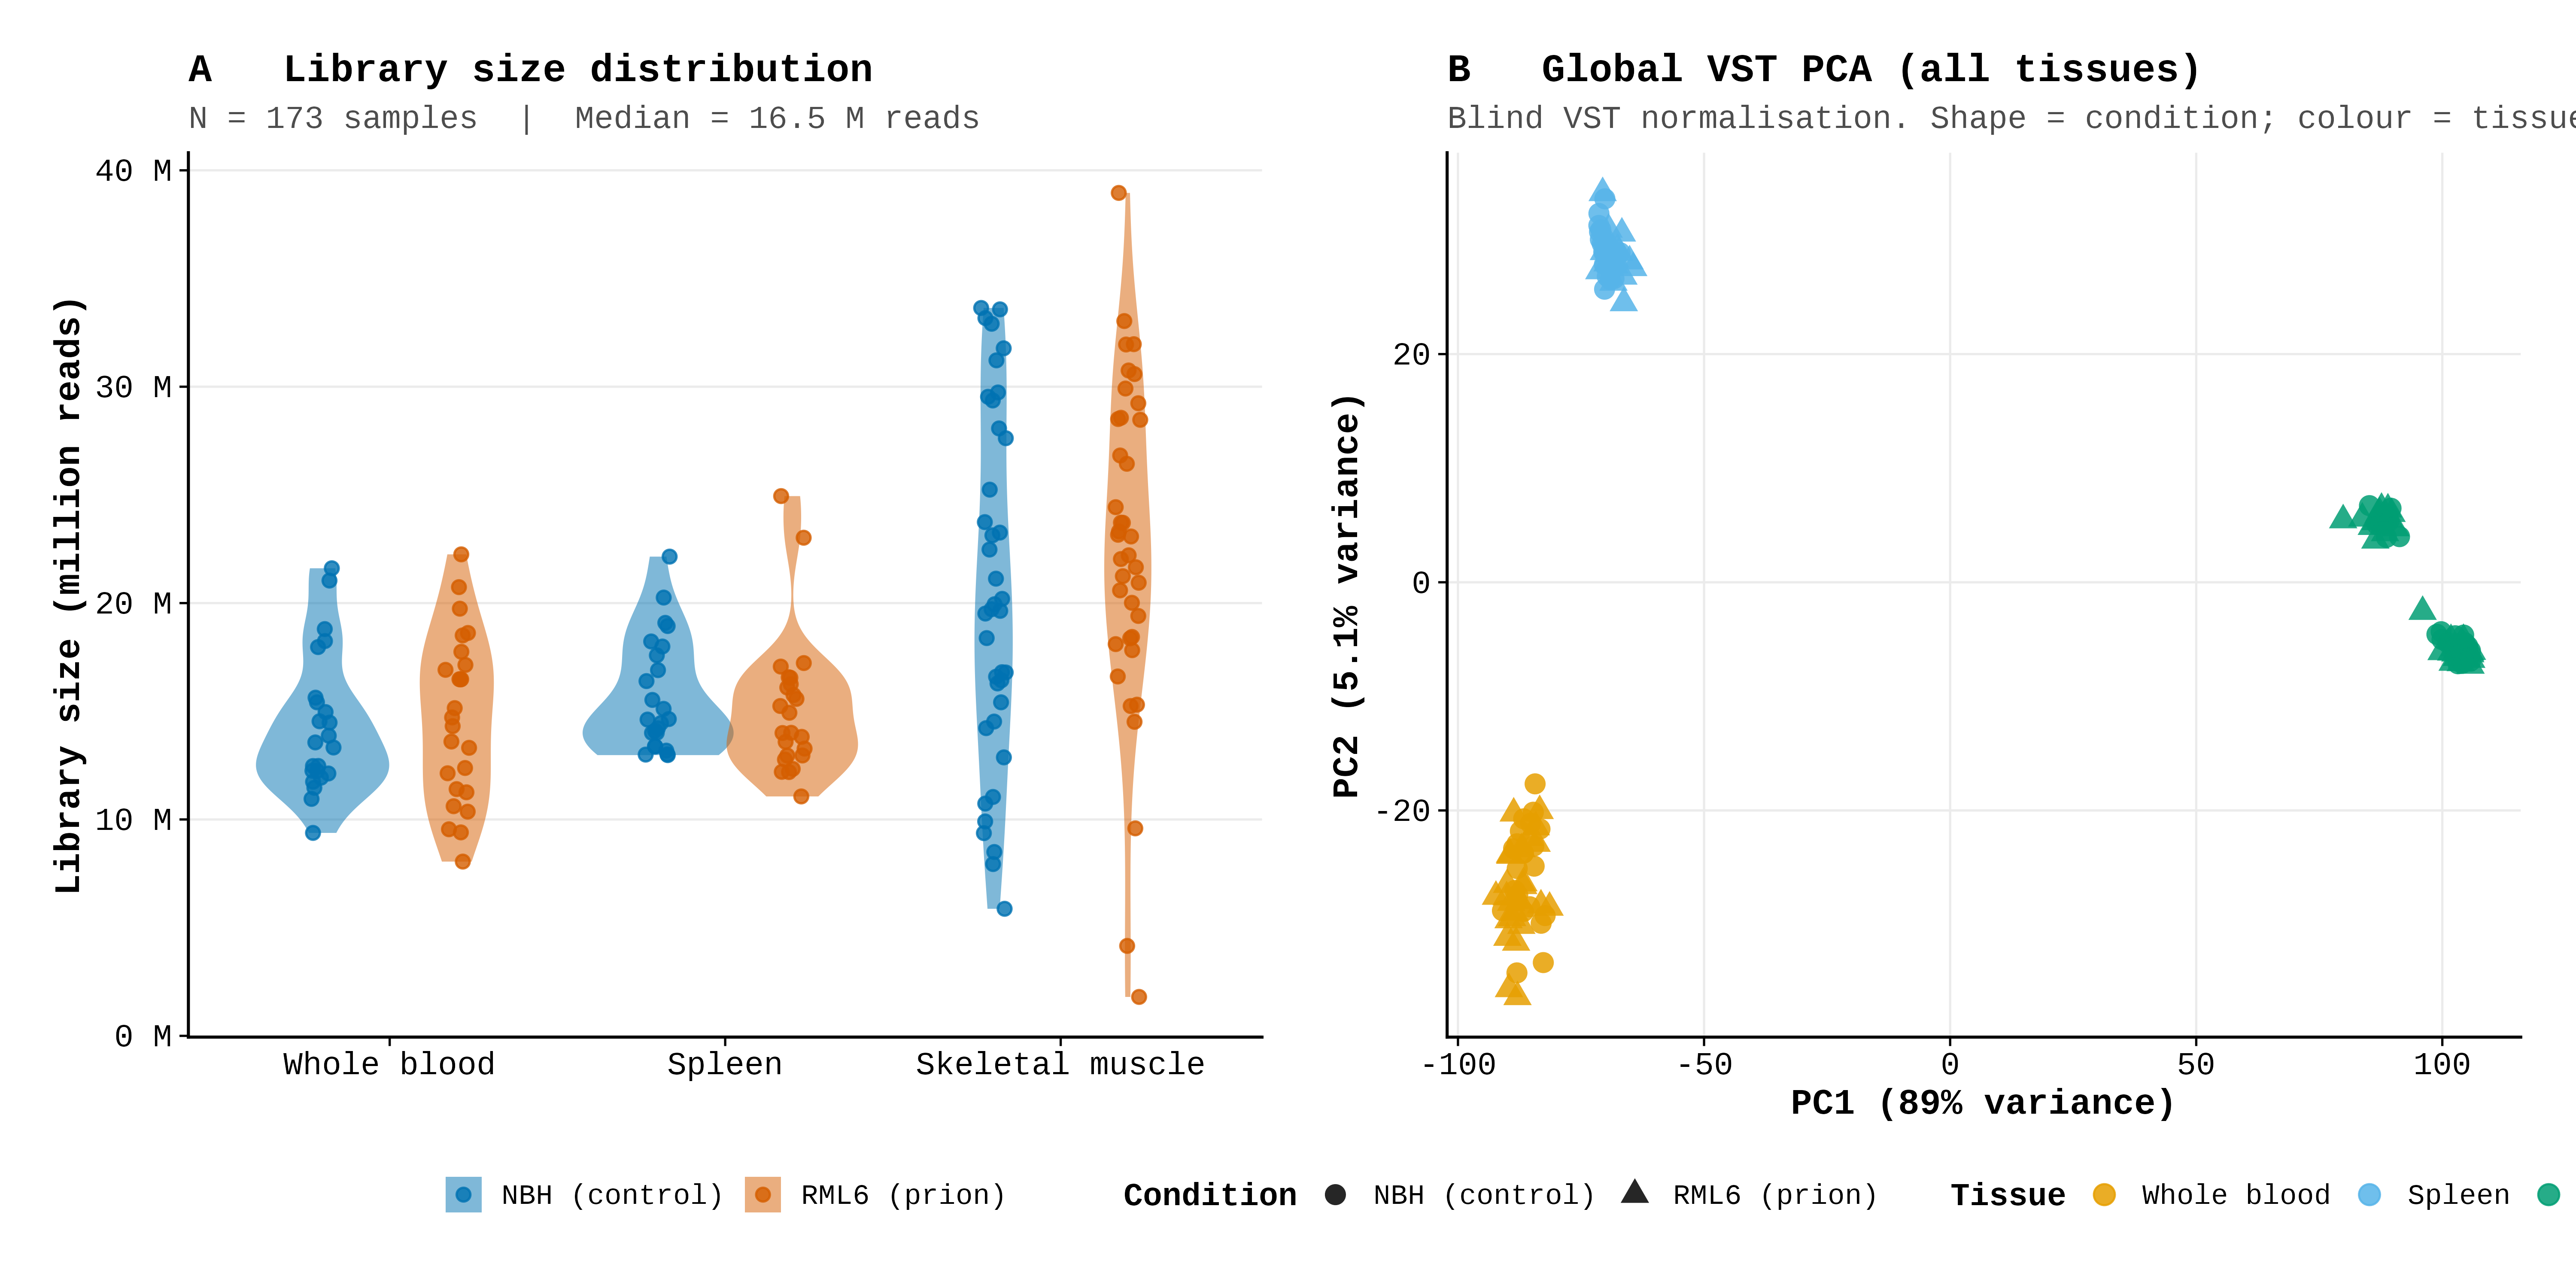 A   Library size distribution
N = 173 samples  |  Median = 16.5 M reads
Library size (million reads)
40 M
30 M
20 M
10 M
0 M
Whole blood
Spleen
Skeletal muscle
B   Global VST PCA (all tissues)
Blind VST normalisation. Shape = condition; colour = tissue
PC2 (5.1% variance)
20
0
-20
-100
-50
0
50
100
PC1 (89% variance)
NBH (control)
RML6 (prion)
Condition
NBH (control)
RML6 (prion)
Tissue
Whole blood
Spleen